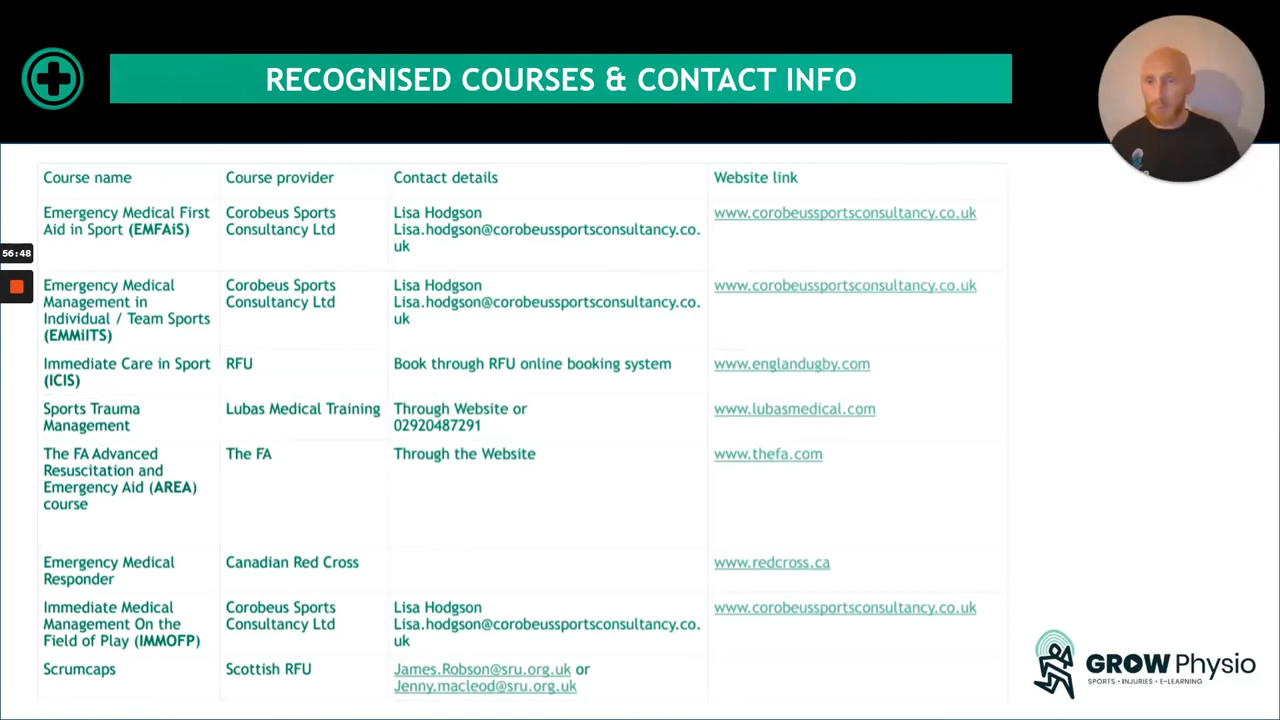 RECOGNISED COURSES & CONTACT INFO
56:48
Course name Course provider Contact details Website link
Emergency Medical First Corobeus Sports Lisa Hodgson www.corobeussportsconsultancy.co.uk
Aid in Sport (EMFAiS) Consultancy Ltd Lisa.hodgson@corobeussportsconsultancy.co.
uk
Emergency Medical Corobeus Sports Lisa Hodgson www.corobeussportsconsultancy.co.uk
Management in Consultancy Ltd Lisa.hodgson@corobeussportsconsultancy.co.
Individual / Team Sports uk
(EMMiITS)
Immediate Care in Sport RFU Book through RFU online booking system www.englandugby.com
(ICIS)
Sports Trauma Lubas Medical Training Through Website or www.lubasmedical.com
Management 02920487291
The FA Advanced The FA Through the Website www.thefa.com
Resuscitation and
Emergency Aid (AREA)
course
Emergency Medical Canadian Red Cross www.redcross.ca
Responder
Immediate Medical Corobeus Sports Lisa Hodgson www.corobeussportsconsultancy.co.uk
Management On the Consultancy Ltd Lisa.hodgson@corobeussportsconsultancy.co.
Field of Play (IMMOFP) uk
Scrumcaps Scottish RFU James.Robson@sru.org.uk or
Jenny.macleod@sru.org.uk
GROW Physio
SPORTS • INJURIES • E-LEARNING